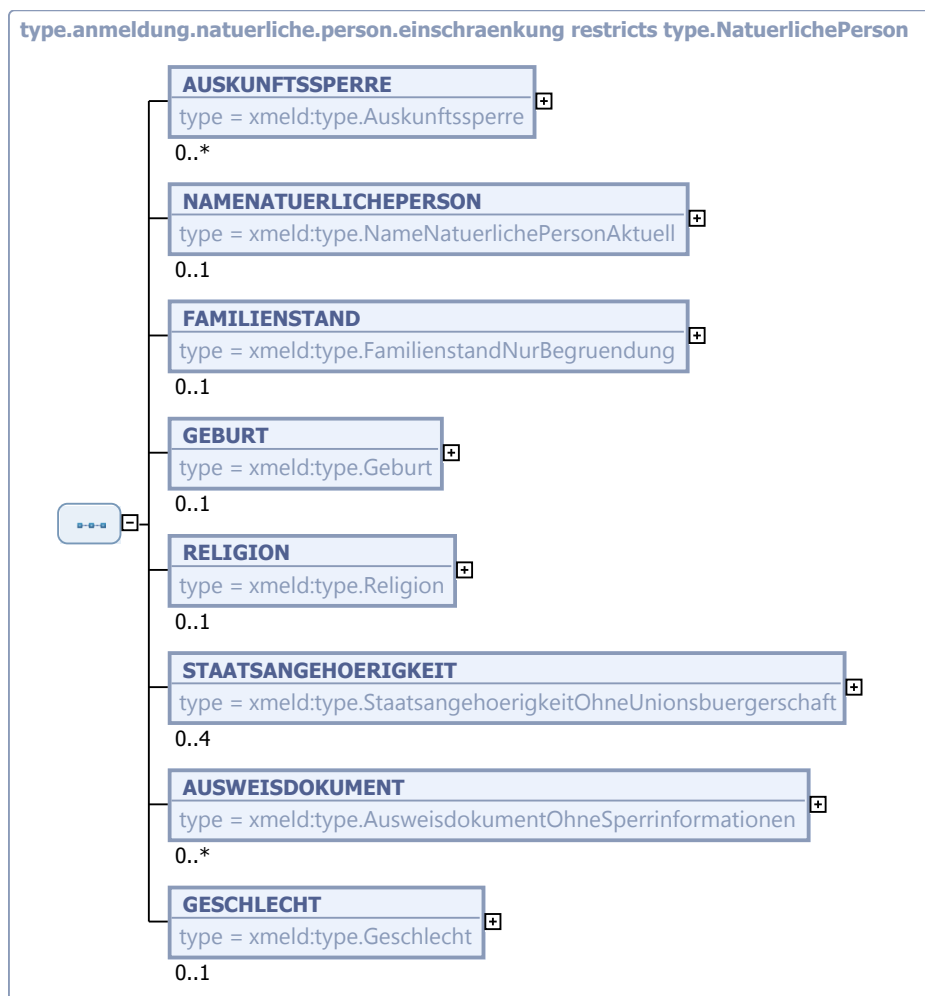 type.anmeldung.natuerliche.person.einschraenkung restricts type.NatuerlichePerson
AUSKUNFTSSPERRE
type = xmeld:type.Auskunftssperre
0..*
NAMENATUERLICHEPERSON
type = xmeld:type.NameNatuerlichePersonAktuell
0..1
FAMILIENSTAND
type = xmeld:type.FamilienstandNurBegruendung
0..1
GEBURT
type = xmeld:type.Geburt
0..1
RELIGION
type = xmeld:type.Religion
0..1
STAATSANGEHOERIGKEIT
type = xmeld:type.StaatsangehoerigkeitOhneUnionsbuergerschaft
0..4
AUSWEISDOKUMENT
type = xmeld:type.AusweisdokumentOhneSperrinformationen
0..*
GESCHLECHT
type = xmeld:type.Geschlecht
0..1